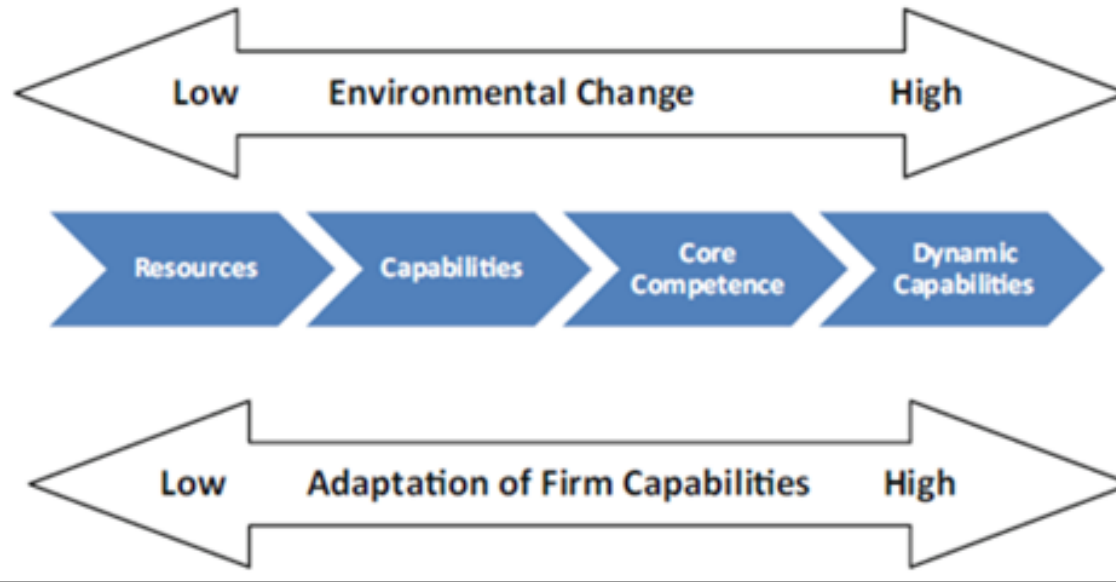 Low Environmental Change High
Resources
Capabilities
Core
Competence
Dynamic
Capabilities
Low Adaptation of Firm Capabilities High